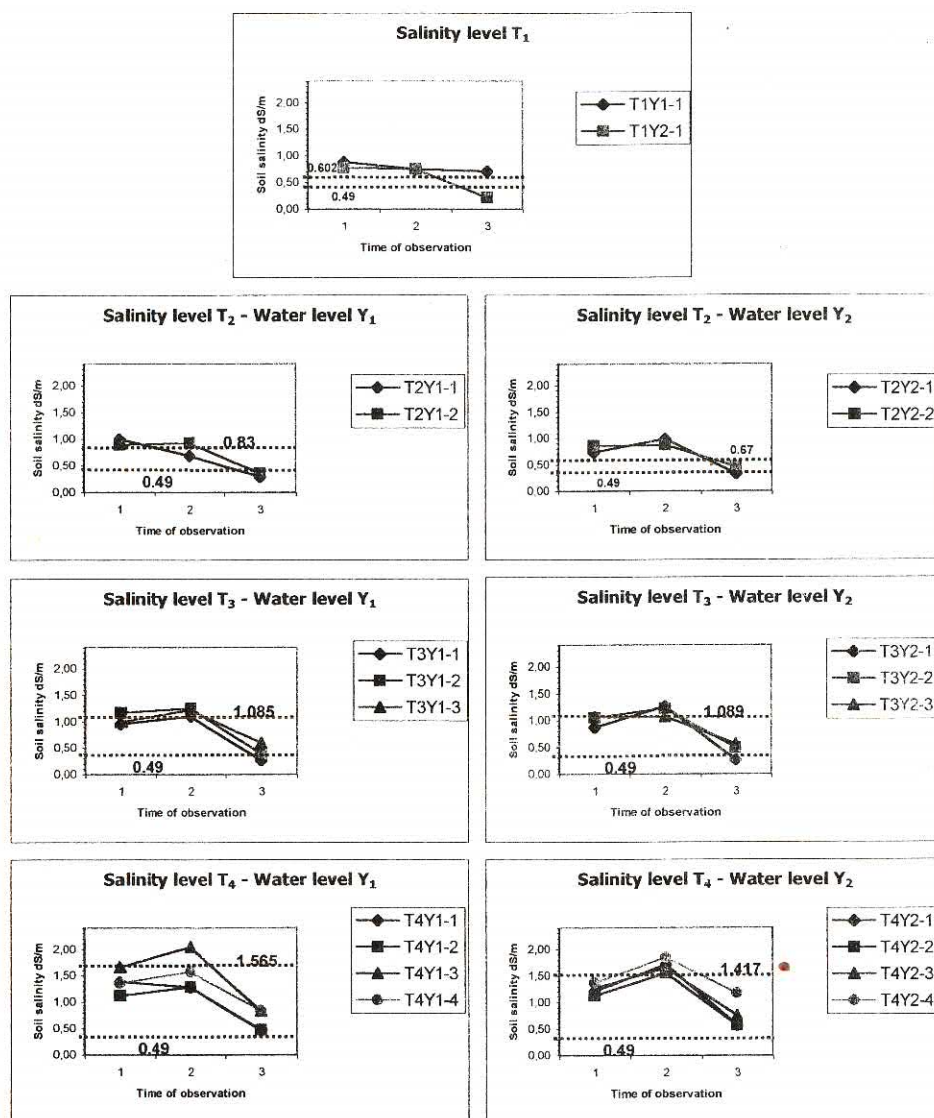 Salinity level T₁
Soil salinity dS/m
2,00
1,50
1,00
0,50
0,00
0.602
0.49
1 2 3
Time of observation
T1Y1-1
T1Y2-1
Salinity level T₂ - Water level Y₁
Soil salinity dS/m
2,00
1,50
1,00
0,50
0,00
0.83
0.49
1 2 3
Time of observation
T2Y1-1
T2Y1-2
Salinity level T₂ - Water level Y₂
Soil salinity dS/m
2,00
1,50
1,00
0,50
0,00
0.67
0.49
1 2 3
Time of observation
T2Y2-1
T2Y2-2
Salinity level T₃ - Water level Y₁
Soil salinity dS/m
2,00
1,50
1,00
0,50
0,00
1.085
0.49
1 2 3
Time of observation
T3Y1-1
T3Y1-2
T3Y1-3
Salinity level T₃ - Water level Y₂
Soil salinity dS/m
2,00
1,50
1,00
0,50
0,00
1.089
0.49
1 2 3
Time of observation
T3Y2-1
T3Y2-2
T3Y2-3
Salinity level T₄ - Water level Y₁
Soil salinity dS/m
2,00
1,50
1,00
0,50
0,00
1.565
0.49
1 2 3
Time of observation
T4Y1-1
T4Y1-2
T4Y1-3
T4Y1-4
Salinity level T₄ - Water level Y₂
Soil salinity dS/m
2,00
1,50
1,00
0,50
0,00
1.417
0.49
1 2 3
Time of observation
T4Y2-1
T4Y2-2
T4Y2-3
T4Y2-4